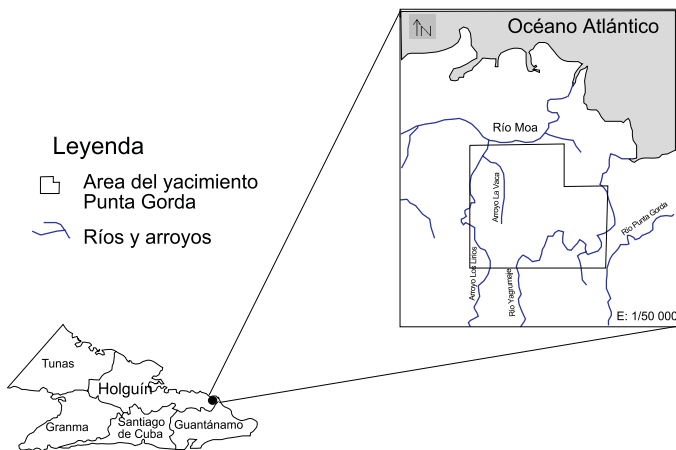 N
Océano Atlántico
Río Moa
Arroyo La Vaca
Río Punta Gorda
Arroyo Los Lirios
Río Yagrumaje
E: 1/50 000
Leyenda
Area del yacimiento
Punta Gorda
Ríos y arroyos
Tunas
Holguín
Granma
Santiago
de Cuba
Guantánamo